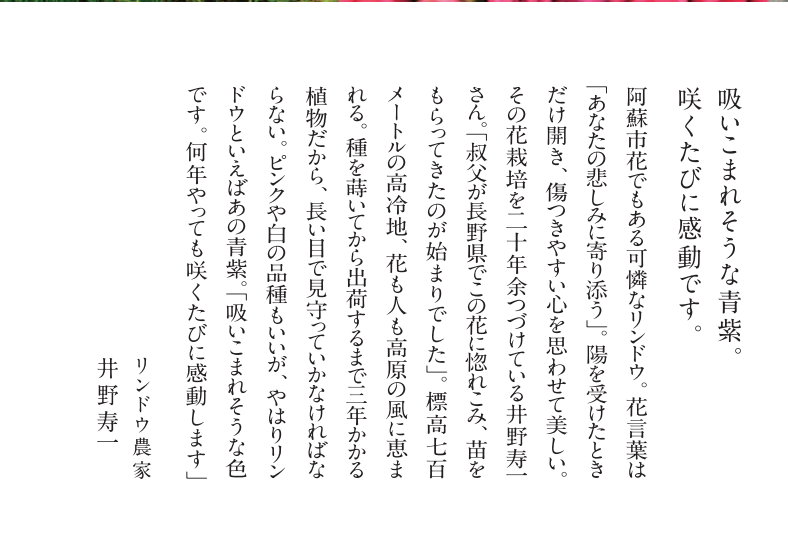 吸いこまれそうな青紫。
咲くたびに感動です。
阿蘇市花でもある可憐なリンドウ。花言葉は
「あなたの悲しみに寄り添う」。陽を受けたとき
だけ開き、傷つきやすい心を思わせて美しい。
その花栽培を二十年余つづけている井野寿一
さん。「叔父が長野県でこの花に惚れこみ、苗を
もらってきたのが始まりでした」。標高七百
メートルの高冷地、花も人も高原の風に恵ま
れる。種を蒔いてから出荷するまで三年かかる
植物だから、長い目で見守っていかなければな
らない。ピンクや白の品種もいいが、やはりリン
ドウといえばあの青紫。「吸いこまれそうな色
です。何年やっても咲くたびに感動します」
リンドウ農家
井野寿一